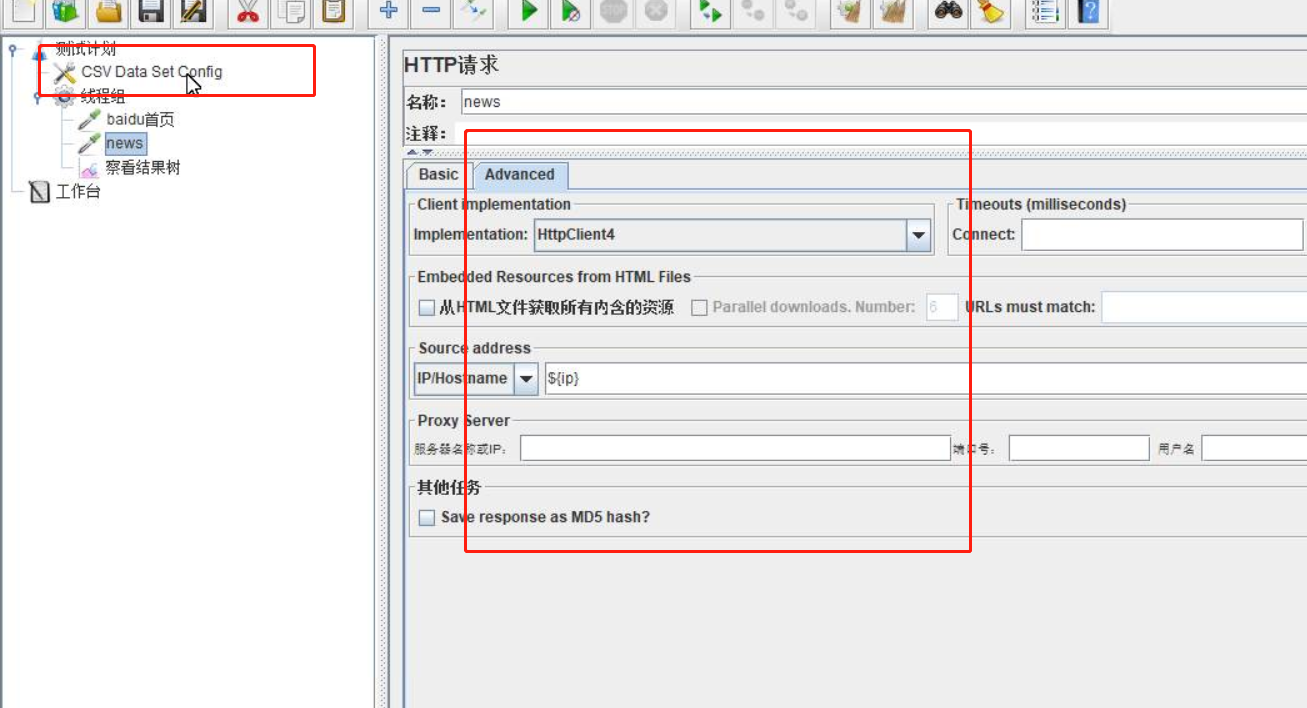 测试计划
CSV Data Set Config
线程组
baidu首页
news
察看结果树
工作台
HTTP请求
名称： news
注释：
Basic Advanced
Client implementation
Implementation: HttpClient4
Timeouts (milliseconds)
Connect:
Embedded Resources from HTML Files
从HTML文件获取所有内含的资源 Parallel downloads. Number: 6 URLs must match:
Source address
IP/Hostname ${ip}
Proxy Server
服务器名称或IP： 端口号： 用户名
其他任务
Save response as MD5 hash?